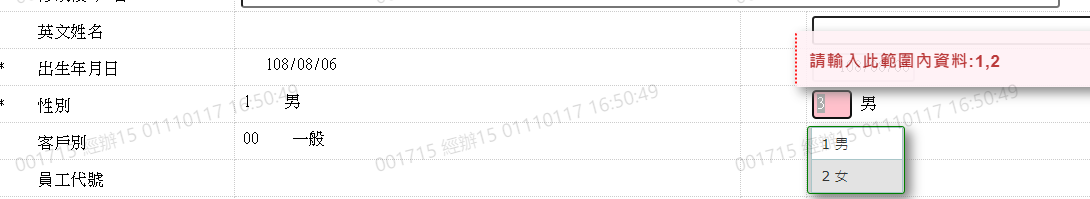 英文姓名
請輸入此範圍內資料:1,2
* 出生年月日 108/08/06
* 性別 1 男 3 男
客戶別 00 一般
1 男
2 女
員工代號
001715 經辦15 01110117 16:50:49
001715 經辦15 01110117 16:50:49
001715 經辦15 01110117 16:50:49